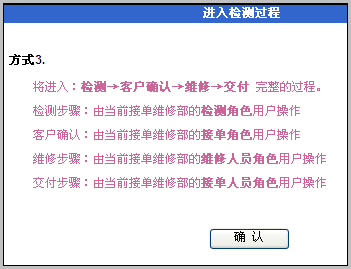 进入检测过程
方式3.
将进入：检测→客户确认→维修→交付 完整的过程。
检测步骤：由当前接单维修部的检测角色用户操作
客户确认：由当前接单维修部的接单角色用户操作
维修步骤：由当前接单维修部的维修人员角色用户操作
交付步骤：由当前接单维修部的接单人员角色用户操作
确 认